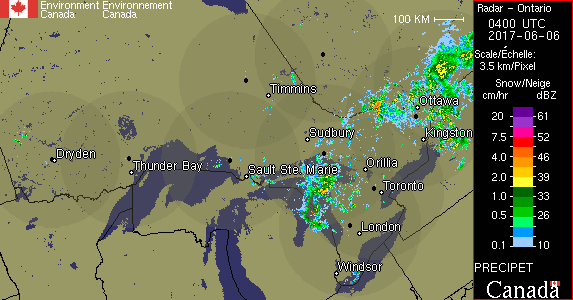 Environment Environnement
Canada Canada
100 KM
Radar - Ontario
0400 UTC
2017-06-06
Scale/Échelle:
3.5 km/Pixel
Snow/Neige
cm/hr dBZ
20 61
7.5 52
4.0 46
2.0 39
1.0 33
0.5 26
0.1 10
Timmins
Ottawa
Sudbury
Kingston
Dryden
Thunder Bay
Sault Ste. Marie
Orillia
Toronto
London
Windsor
PRECIPET
Canada